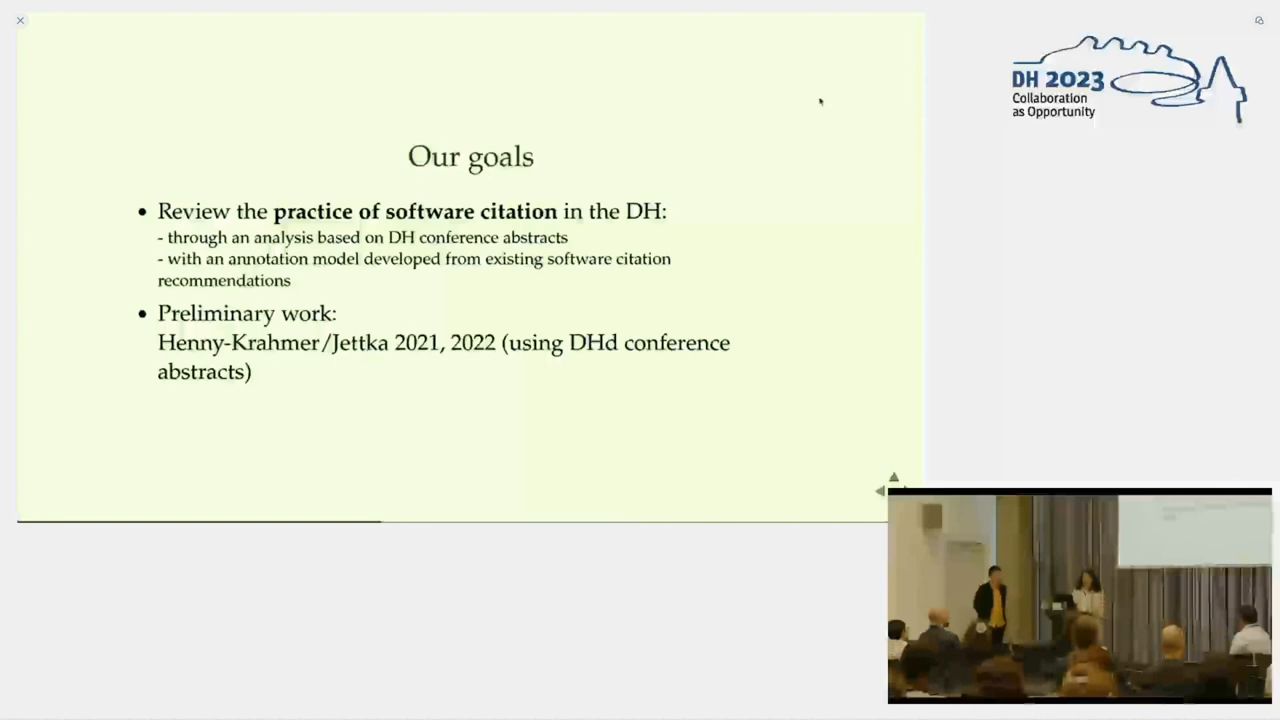 DH 2023
Collaboration
as Opportunity
Our goals
• Review the practice of software citation in the DH:
- through an analysis based on DH conference abstracts
- with an annotation model developed from existing software citation
recommendations
• Preliminary work:
Henny-Krahmer/Jettka 2021, 2022 (using DHd conference
abstracts)